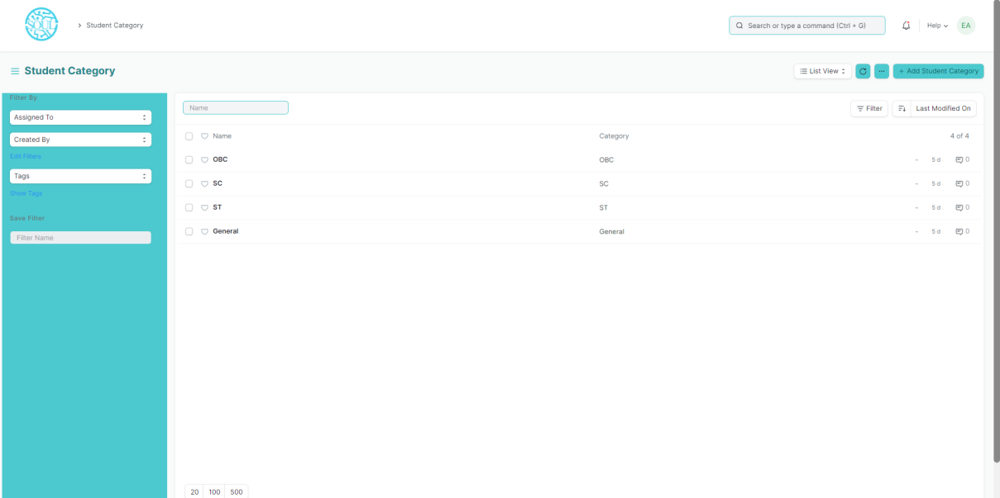 SOUL
Student Category
Search or type a command (Ctrl + G)
Help
EA
Student Category
List View
+ Add Student Category
Filter By
Assigned To
Created By
Edit Filters
Tags
Show Tags
Save Filter
Filter Name
Name
Filter
Last Modified On
Name Category 4 of 4
OBC OBC - 5 d 0
SC SC - 5 d 0
ST ST - 5 d 0
General General - 5 d 0
20 100 500